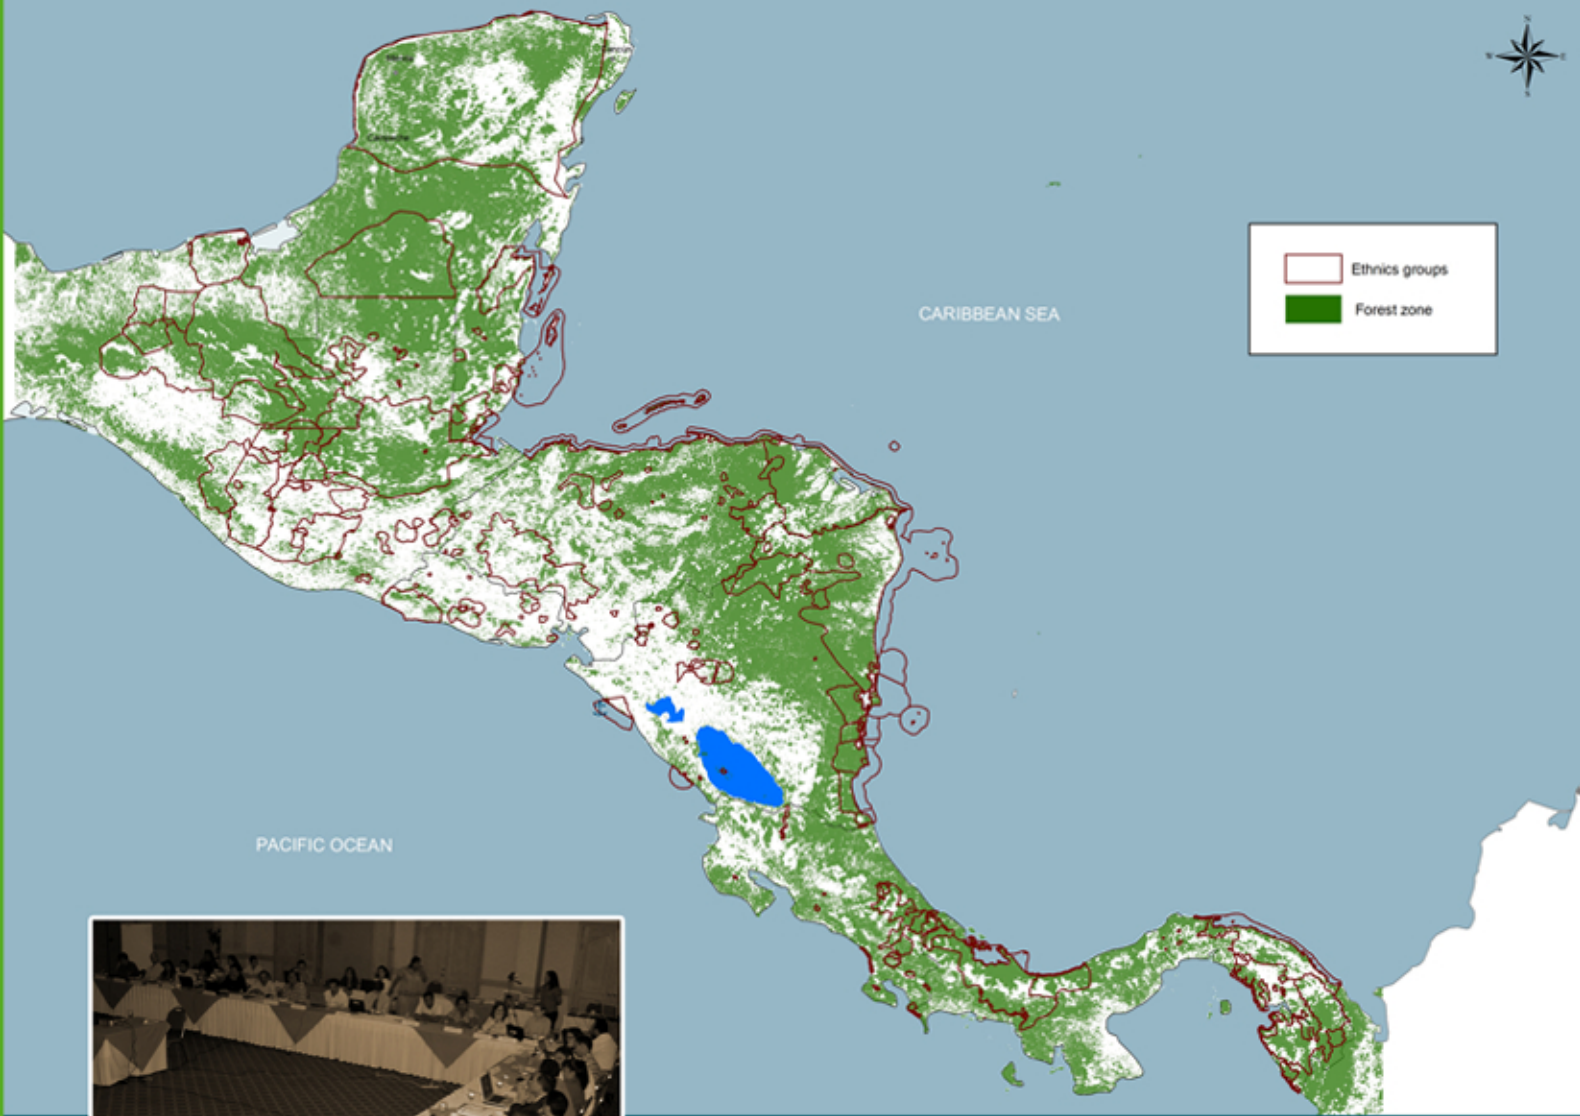 N
W
E
S
Ethnics groups
Forest zone
CARIBBEAN SEA
PACIFIC OCEAN